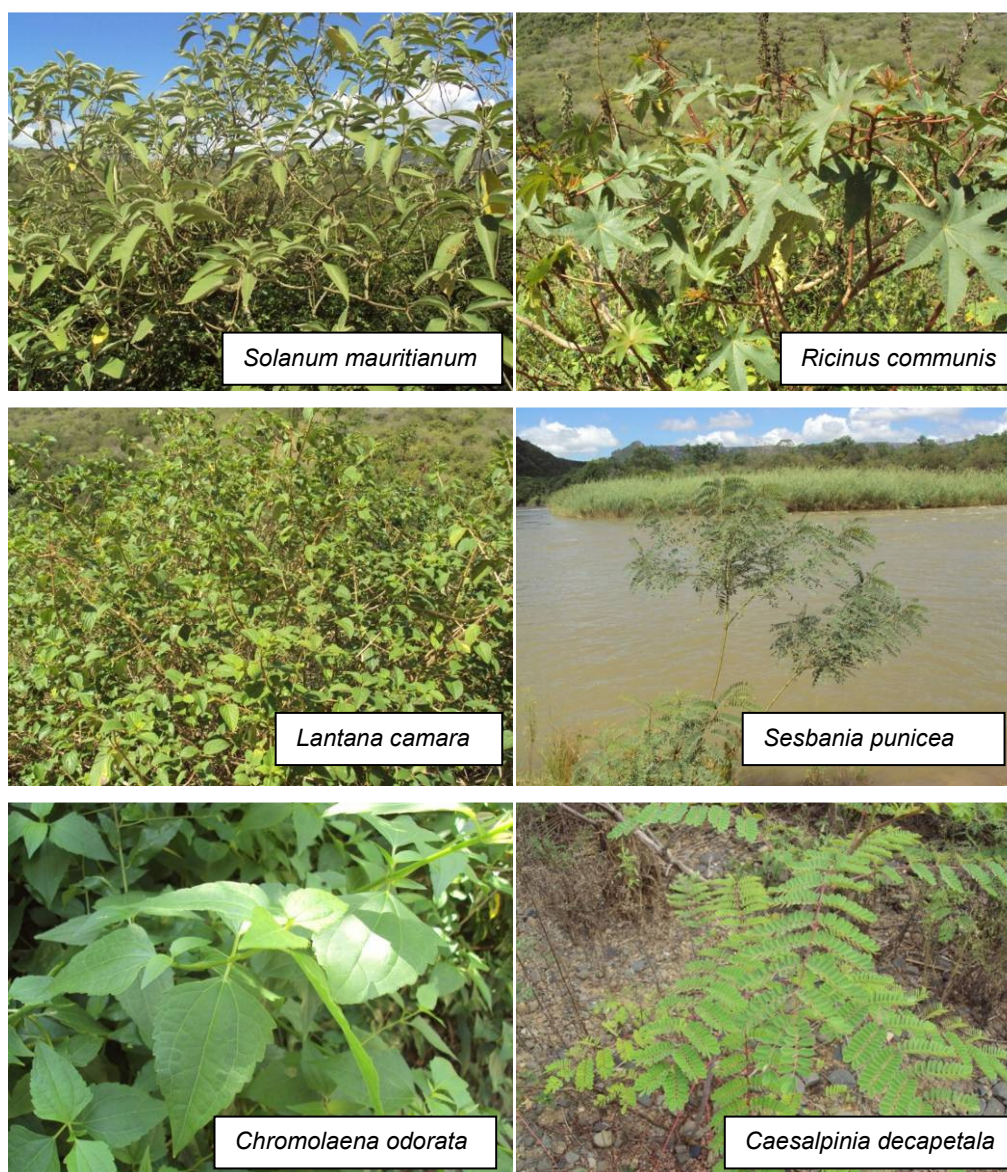 Solanum mauritianum
Ricinus communis
Lantana camara
Sesbania punicea
Chromolaena odorata
Caesalpinia decapetala